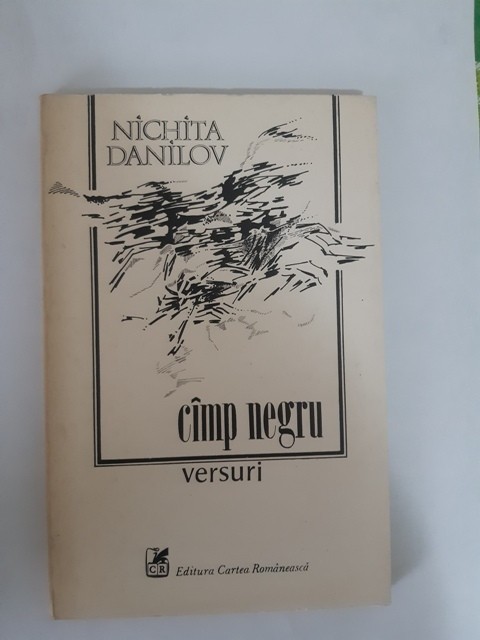 NICHITA
DANILOV
cîmp negru
versuri
CR
Editura Cartea Românească